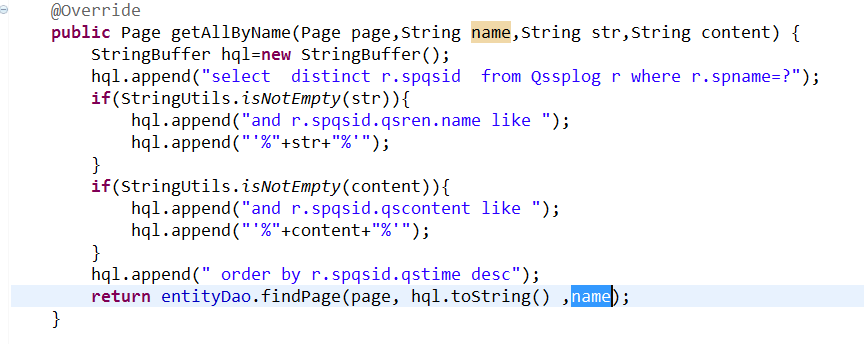 @Override
public Page getAllByName(Page page,String name,String str,String content) {
StringBuffer hql=new StringBuffer();
hql.append("select  distinct r.spqsid  from Qssplog r where r.spname=?");
if(StringUtils.isNotEmpty(str)){
hql.append("and r.spqsid.qsren.name like ");
hql.append("'%"+str+"%'");
}
if(StringUtils.isNotEmpty(content)){
hql.append("and r.spqsid.qscontent like ");
hql.append("'%"+content+"%'");
}
hql.append(" order by r.spqsid.qstime desc");
return entityDao.findPage(page, hql.toString() ,name);
}